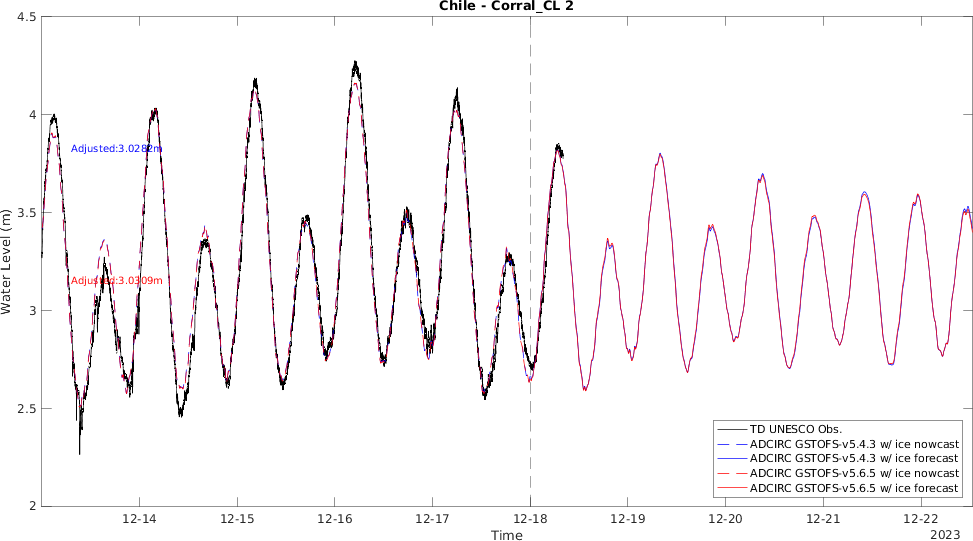 Chile - Corral_CL 2
4.5
4
3.5
3
2.5
2
Water Level (m)
Adjusted:3.0282m
Adjusted:3.0309m
TD UNESCO Obs.
ADCIRC GSTOFS-v5.4.3 w/ ice nowcast
ADCIRC GSTOFS-v5.4.3 w/ ice forecast
ADCIRC GSTOFS-v5.6.5 w/ ice nowcast
ADCIRC GSTOFS-v5.6.5 w/ ice forecast
12-14 12-15 12-16 12-17 12-18 12-19 12-20 12-21 12-22
Time
2023